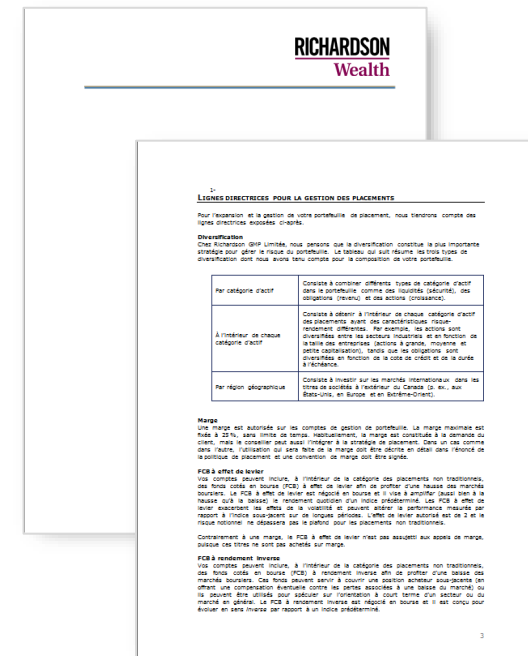 RICHARDSON
Wealth
1-
LIGNES DIRECTRICES POUR LA GESTION DES PLACEMENTS
Pour l'expansion et la gestion de votre portefeuille de placement, nous tiendrons compte des
lignes directrices exposées ci-après.
Diversification
Chez Richardson GMP Limitée, nous pensons que la diversification constitue la plus importante
stratégie pour gérer le risque du portefeuille. Le tableau qui suit résume les trois types de
diversification dont nous avons tenu compte pour la composition de votre portefeuille.
Par catégorie d'actif
Consiste à combiner différents types de catégorie d'actif
dans le portefeuille comme des liquidités (sécurité), des
obligations (revenu) et des actions (croissance).
À l'intérieur de chaque
catégorie d'actif
Consiste à détenir à l'intérieur de chaque catégorie d'actif
des placements ayant des caractéristiques risque-
rendement différentes. Par exemple, les actions sont
diversifiées entre les secteurs industriels et en fonction de
la taille des entreprises (actions à grande, moyenne et
petite capitalisation), tandis que les obligations sont
diversifiées en fonction de la cote de crédit et de la durée
à l'échéance.
Par région géographique
Consiste à investir sur les marchés internationaux dans les
titres de sociétés à l'extérieur du Canada (p. ex., aux
États-Unis, en Europe et en Extrême-Orient).
Marge
Une marge est autorisée sur les comptes de gestion de portefeuille. La marge maximale est
fixée à 25 %, sans limite de temps. Habituellement, la marge est constituée à la demande du
client, mais le conseiller peut aussi l'intégrer à la stratégie de placement. Dans un cas comme
dans l'autre, l'utilisation qui sera faite de la marge doit être décrite en détail dans l'énoncé de
la politique de placement et une convention de marge doit être signée.
FCB à effet de levier
Vos comptes peuvent inclure, à l'intérieur de la catégorie des placements non traditionnels,
des fonds cotés en bourse (FCB) à effet de levier afin de profiter d'une hausse des marchés
boursiers. Le FCB à effet de levier est négocié en bourse et il vise à amplifier (aussi bien à la
hausse qu'à la baisse) le rendement quotidien d'un indice prédéterminé. Les FCB à effet de
levier exacerbent les effets de la volatilité et peuvent altérer la performance mesurée par
rapport à l'indice sous-jacent sur de longues périodes. L'effet de levier autorisé est de 2 et le
risque notionnel ne dépassera pas le plafond pour les placements non traditionnels.
Contrairement à une marge, le FCB à effet de levier n'est pas assujetti aux appels de marge,
puisque ces titres ne sont pas achetés sur marge.
FCB à rendement inverse
Vos comptes peuvent inclure, à l'intérieur de la catégorie des placements non traditionnels,
des fonds cotés en bourse (FCB) à rendement inverse afin de profiter d'une baisse des
marchés boursiers. Ces fonds peuvent servir à couvrir une position acheteur sous-jacente (en
offrant une compensation éventuelle contre les pertes associées à une baisse du marché) ou
ils peuvent être utilisés pour spéculer sur l'orientation à court terme d'un secteur ou du
marché en général. Le FCB à rendement inverse est négocié en bourse et il est conçu pour
évoluer en sens inverse par rapport à un indice prédéterminé.
3